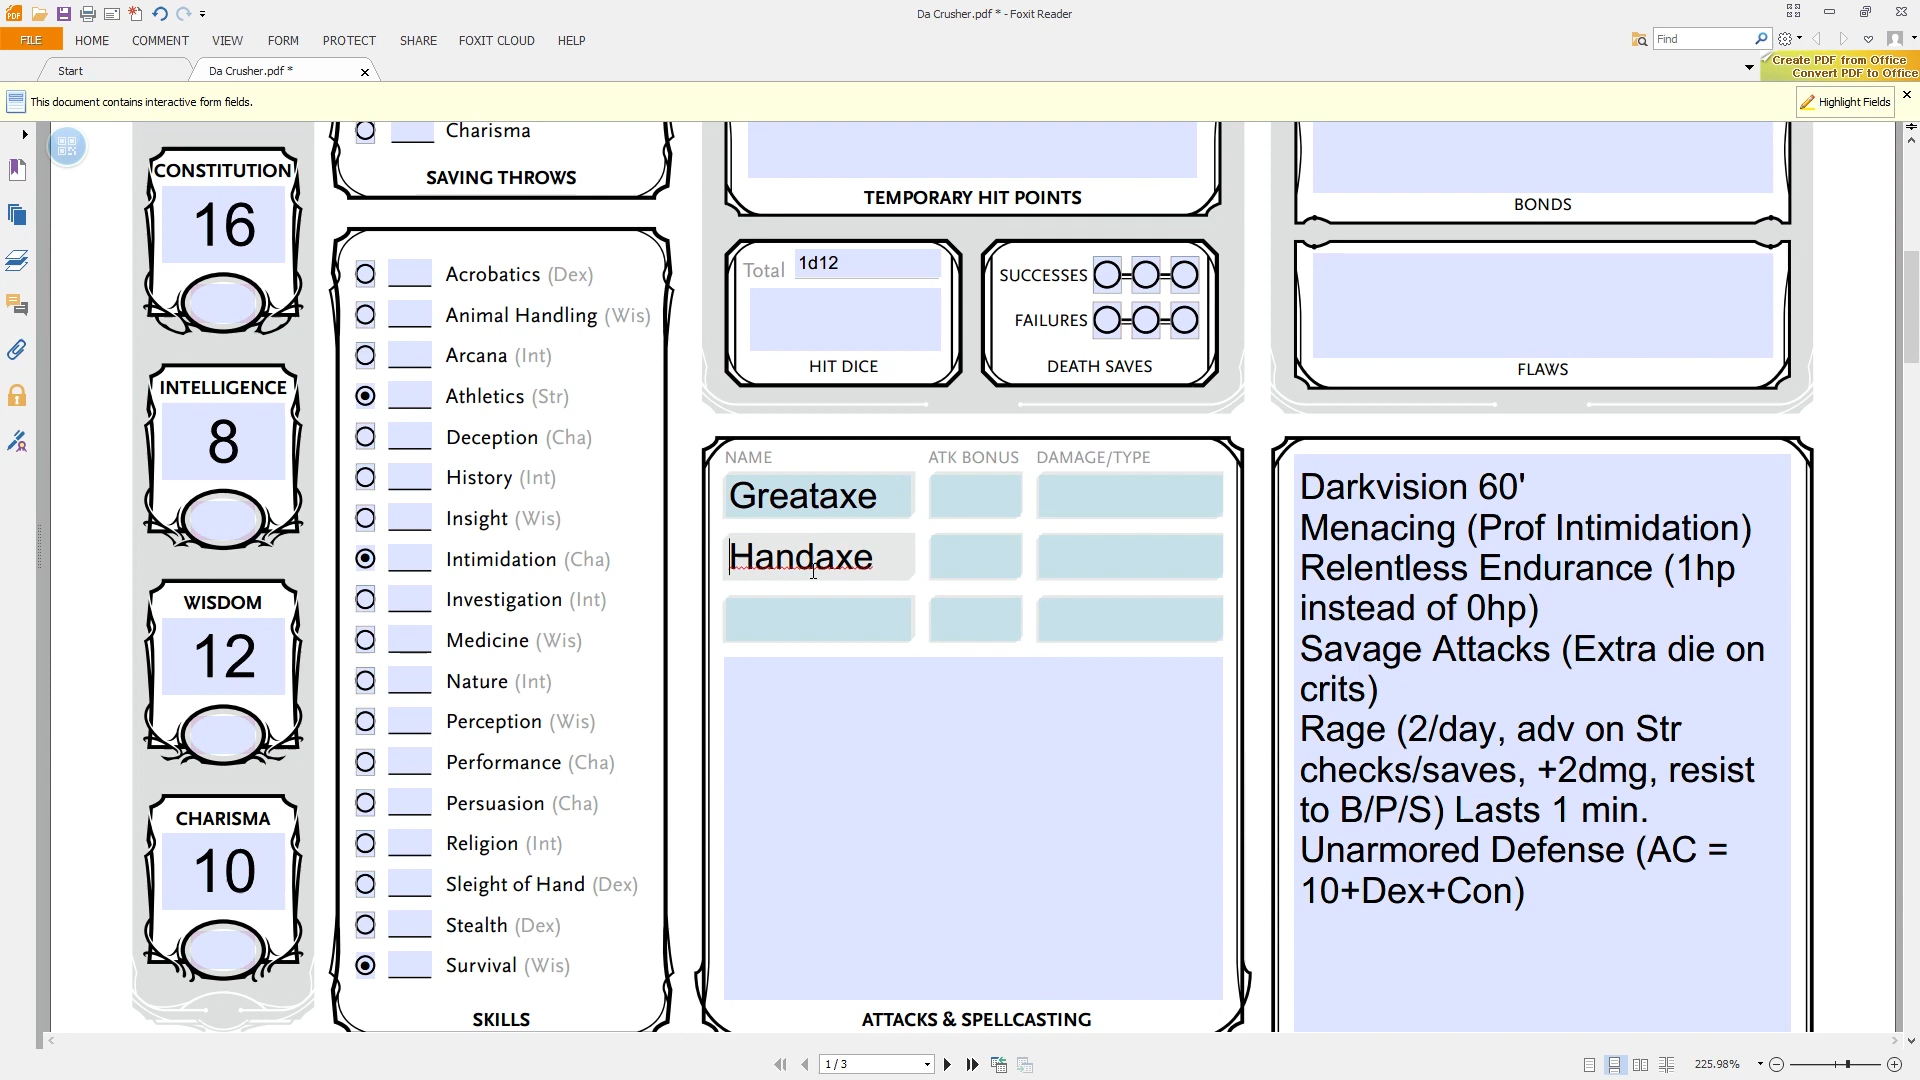 Da Crusher.pdf * - Foxit Reader
FILE HOME COMMENT VIEW FORM PROTECT SHARE FOXIT CLOUD HELP
Find
Start
Da Crusher.pdf *
Create PDF from Office
Convert PDF to Office
This document contains interactive form fields.
Highlight Fields
CONSTITUTION
16
INTELLIGENCE
8
WISDOM
12
CHARISMA
10
Charisma
SAVING THROWS
Acrobatics (Dex)
Animal Handling (Wis)
Arcana (Int)
Athletics (Str)
Deception (Cha)
History (Int)
Insight (Wis)
Intimidation (Cha)
Investigation (Int)
Medicine (Wis)
Nature (Int)
Perception (Wis)
Performance (Cha)
Persuasion (Cha)
Religion (Int)
Sleight of Hand (Dex)
Stealth (Dex)
Survival (Wis)
SKILLS
TEMPORARY HIT POINTS
Total 1d12
HIT DICE
SUCCESSES
FAILURES
DEATH SAVES
NAME ATK BONUS DAMAGE/TYPE
Greataxe
Handaxe
ATTACKS & SPELLCASTING
BONDS
FLAWS
Darkvision 60'
Menacing (Prof Intimidation)
Relentless Endurance (1hp
instead of 0hp)
Savage Attacks (Extra die on
crits)
Rage (2/day, adv on Str
checks/saves, +2dmg, resist
to B/P/S) Lasts 1 min.
Unarmored Defense (AC =
10+Dex+Con)
1 / 3
225.98%